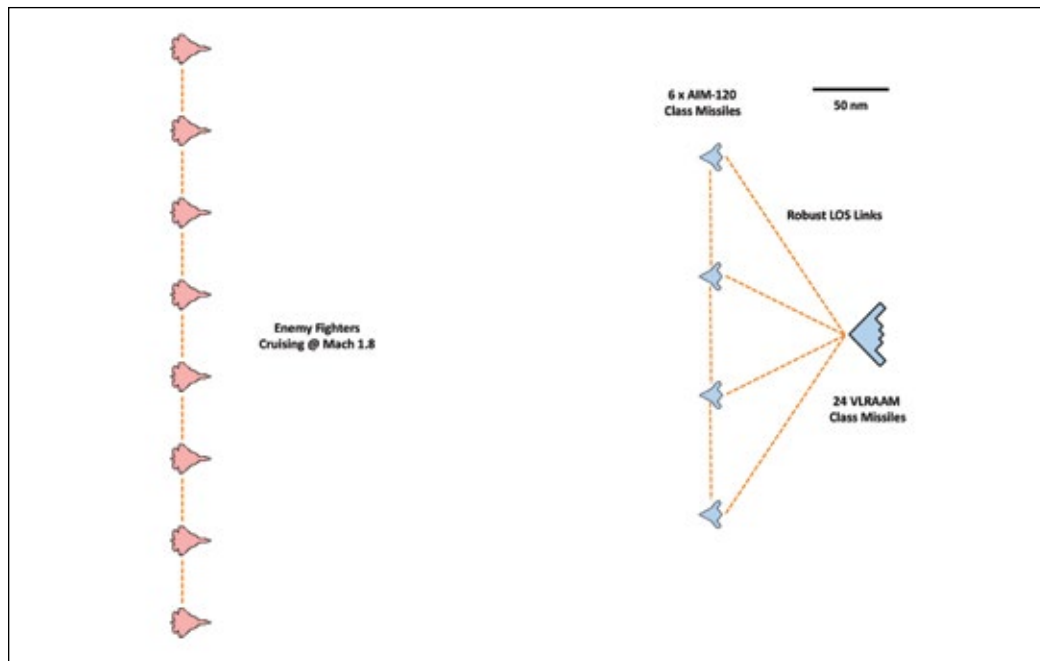 6 x AIM-120
Class Missiles
50 nm
Robust LOS Links
Enemy Fighters
Cruising @ Mach 1.8
24 VLRAAM
Class Missiles